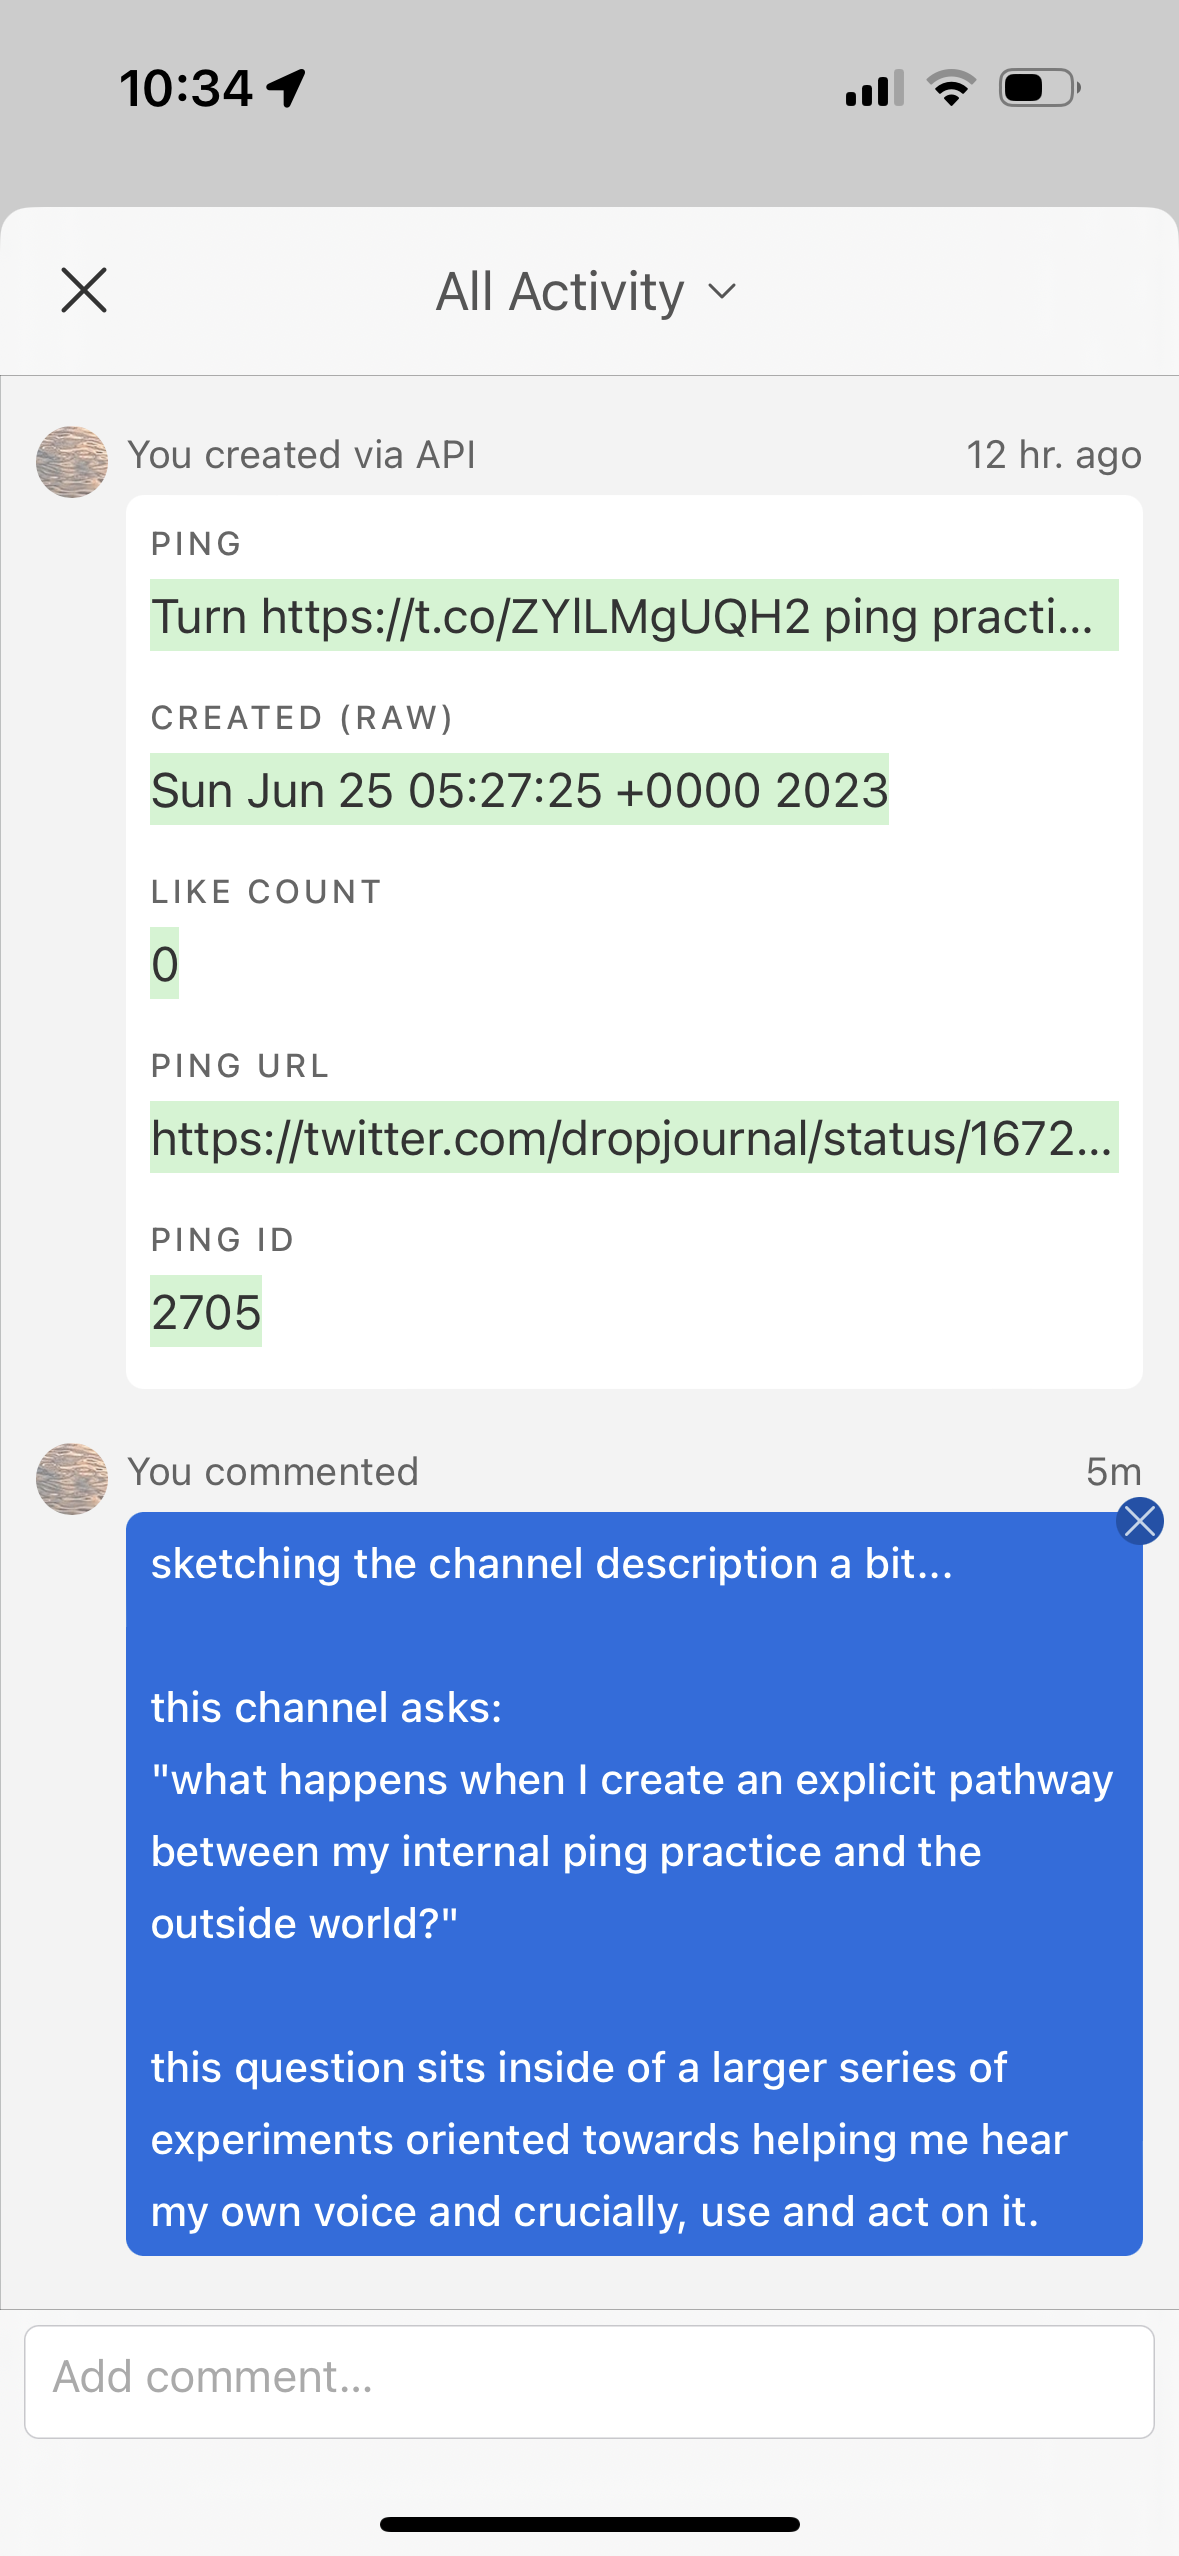 10:34
All Activity
You created via API 12 hr. ago
PING
Turn https://t.co/ZYlLMgUQH2 ping practi...
CREATED (RAW)
Sun Jun 25 05:27:25 +0000 2023
LIKE COUNT
0
PING URL
https://twitter.com/dropjournal/status/1672...
PING ID
2705
You commented 5m
sketching the channel description a bit...
this channel asks:
"what happens when I create an explicit pathway
between my internal ping practice and the
outside world?"
this question sits inside of a larger series of
experiments oriented towards helping me hear
my own voice and crucially, use and act on it.
Add comment...